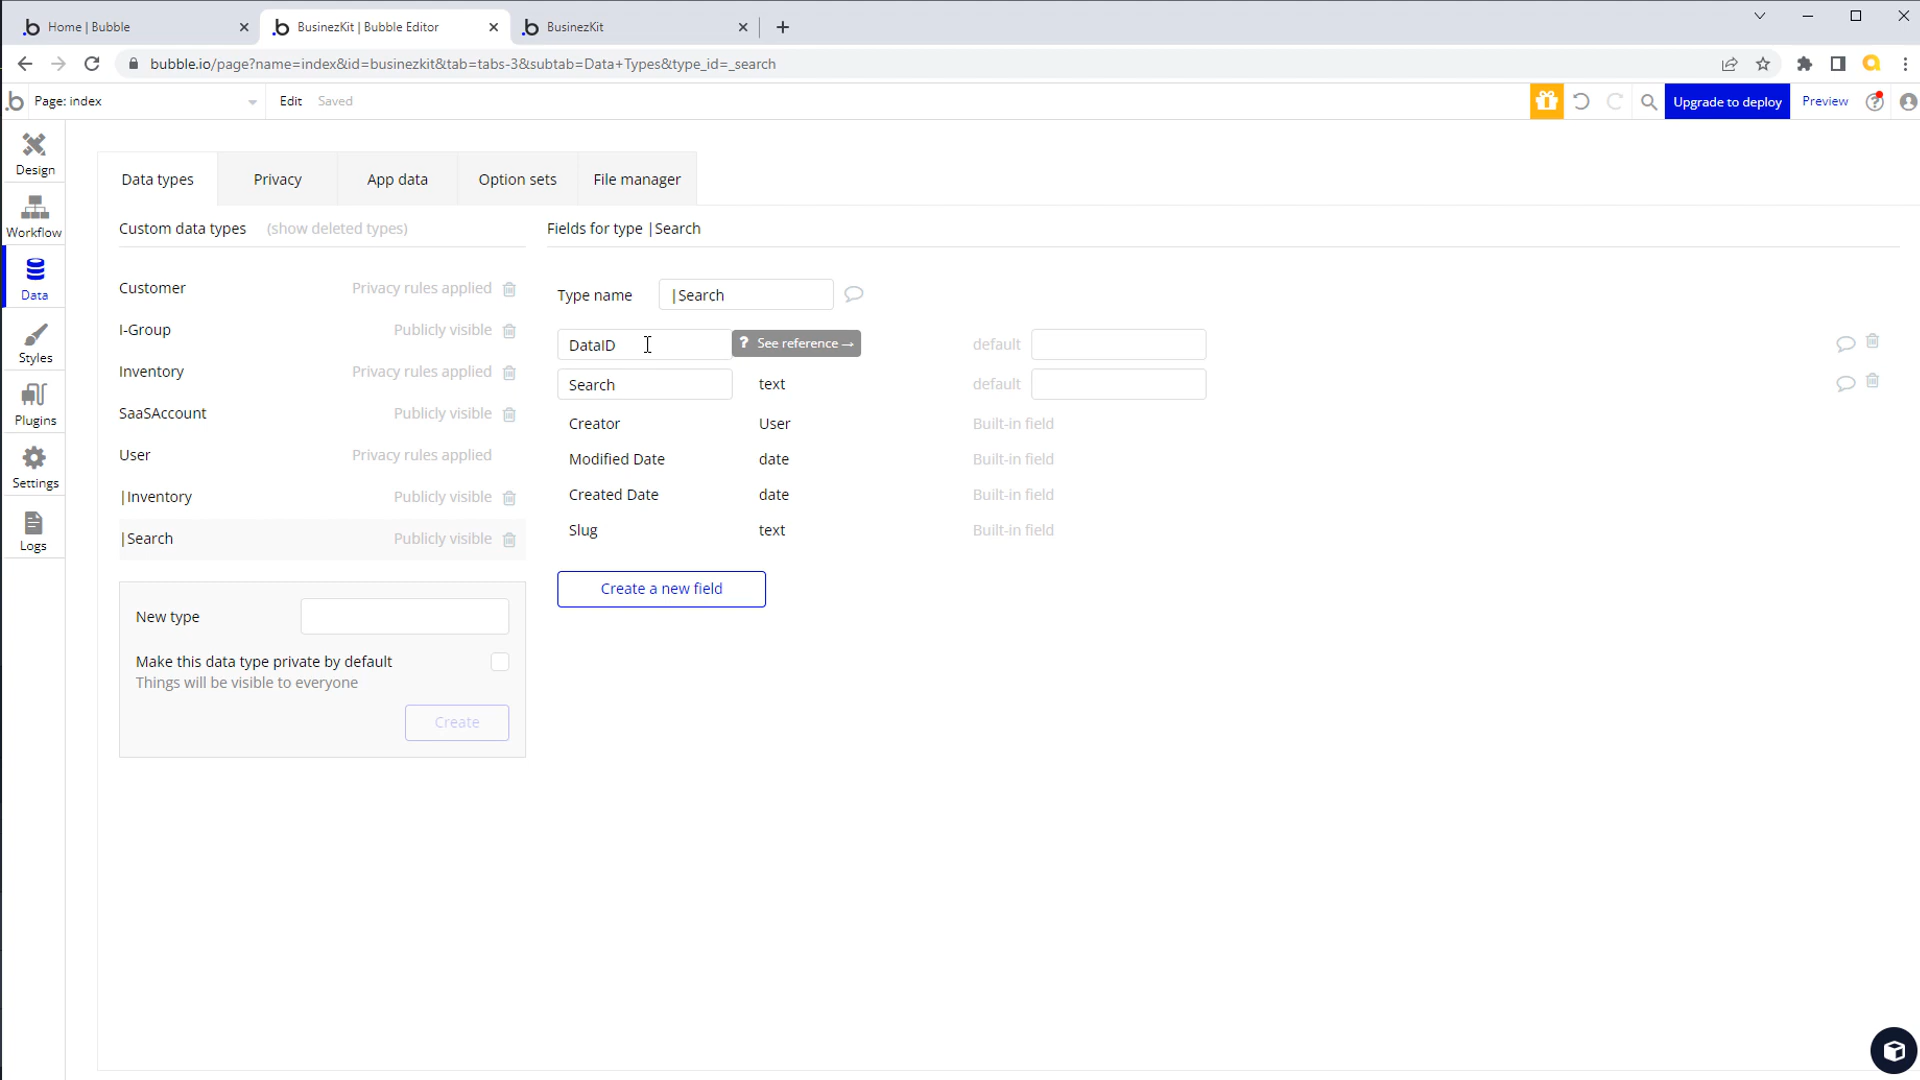 Home | Bubble
BusinezKit | Bubble Editor
BusinezKit
bubble.io/page?name=index&id=businezkit&tab=tabs-3&subtab=Data+Types&type_id=_search
Page: index
Edit
Saved
Upgrade to deploy
Preview
Design
Workflow
Data
Styles
Plugins
Settings
Logs
Data types
Privacy
App data
Option sets
File manager
Custom data types (show deleted types)
Customer Privacy rules applied
I-Group Publicly visible
Inventory Privacy rules applied
SaaSAccount Publicly visible
User Privacy rules applied
|Inventory Publicly visible
|Search Publicly visible
New type
Make this data type private by default
Things will be visible to everyone
Create
Fields for type |Search
Type name |Search
DataID ? See reference → default
Search text default
Creator User Built-in field
Modified Date date Built-in field
Created Date date Built-in field
Slug text Built-in field
Create a new field